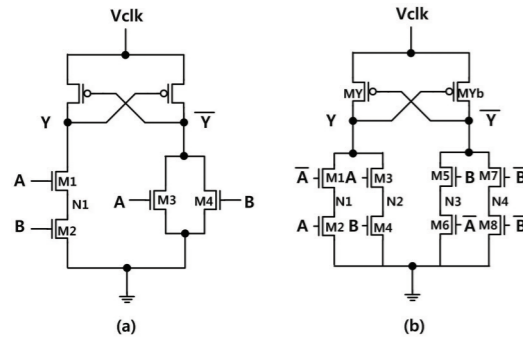 Vclk Vclk
MY MYb
Y Y̅ Y Y̅
A M1 A M3 M4 B A̅ M1 A M3 M5 B M7 B̅
N1 N1 N2 N3 N4
B M2 A M2 B M4 M6 A̅ M8 B̅
(a) (b)